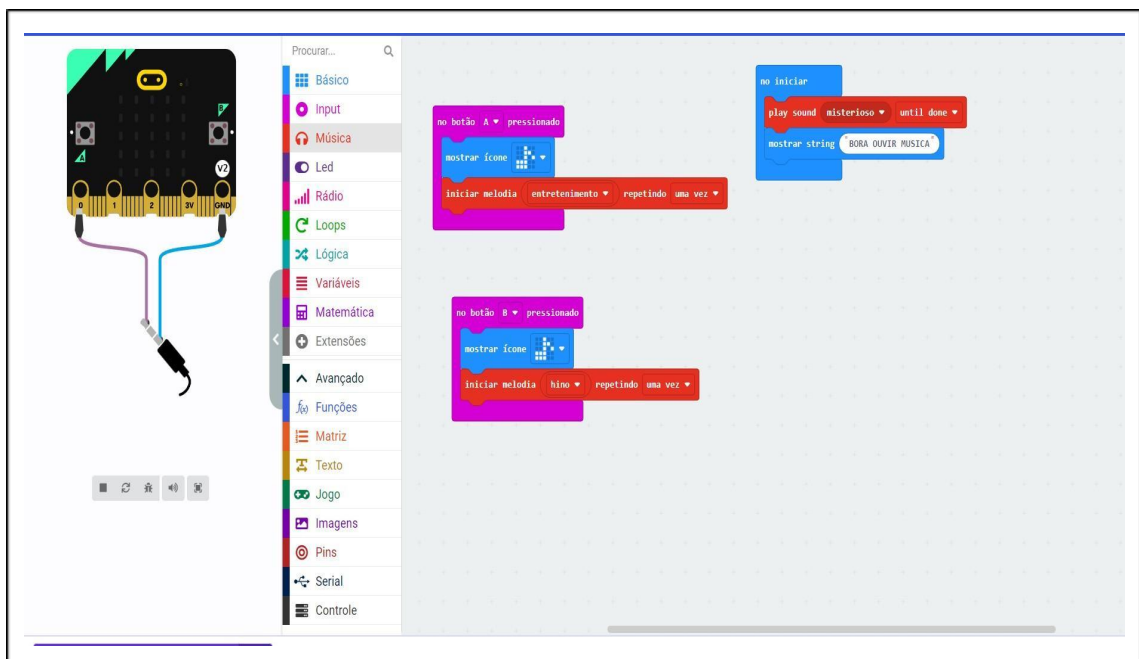 Procurar...
Básico
Input
Música
Led
Rádio
Loops
Lógica
Variáveis
Matemática
Extensões
Avançado
Funções
Matriz
Texto
Jogo
Imagens
Pins
Serial
Controle
A
B
V2
0 1 2 3V GND
no botão A pressionado
mostrar ícone
iniciar melodia entretenimento repetindo uma vez
no botão B pressionado
mostrar ícone
iniciar melodia hino repetindo uma vez
no iniciar
play sound misterioso until done
mostrar string "BORA OUVIR MUSICA"